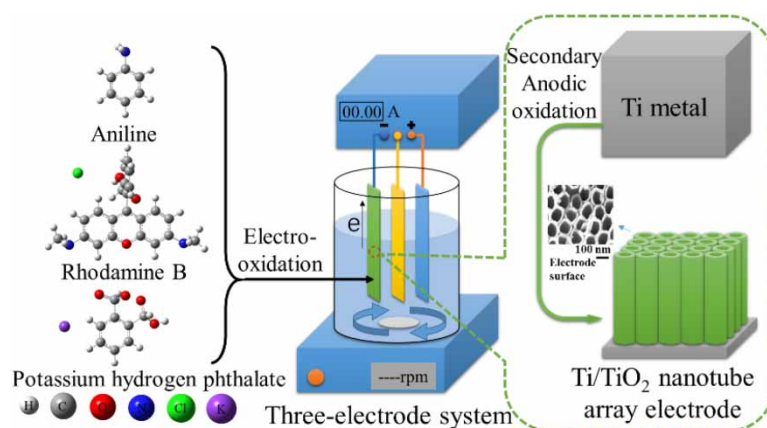 Aniline
Rhodamine B
Potassium hydrogen phthalate
H
C
O
N
Cl
K
Electro-
oxidation
00.00 A
- +
e
----rpm
Three-electrode system
Secondary
Anodic
oxidation
Ti metal
100 nm
Electrode
surface
Ti/TiO₂ nanotube
array electrode